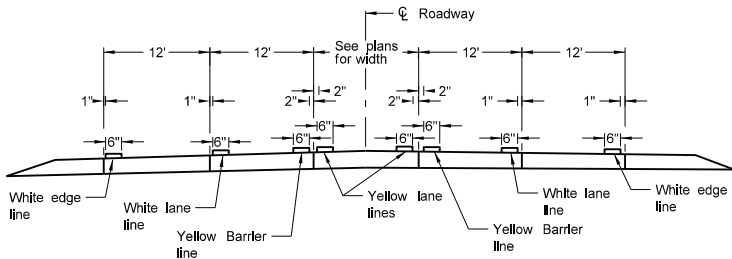 ℄ Roadway
12'
12'
See plans
for width
12'
12'
1"
1"
2"
2"
2"
2"
1"
1"
6"
6"
6"
6"
6"
6"
6"
6"
White edge
line
White lane
line
Yellow Barrier
line
Yellow lane
lines
Yellow Barrier
line
White lane
line
White edge
line